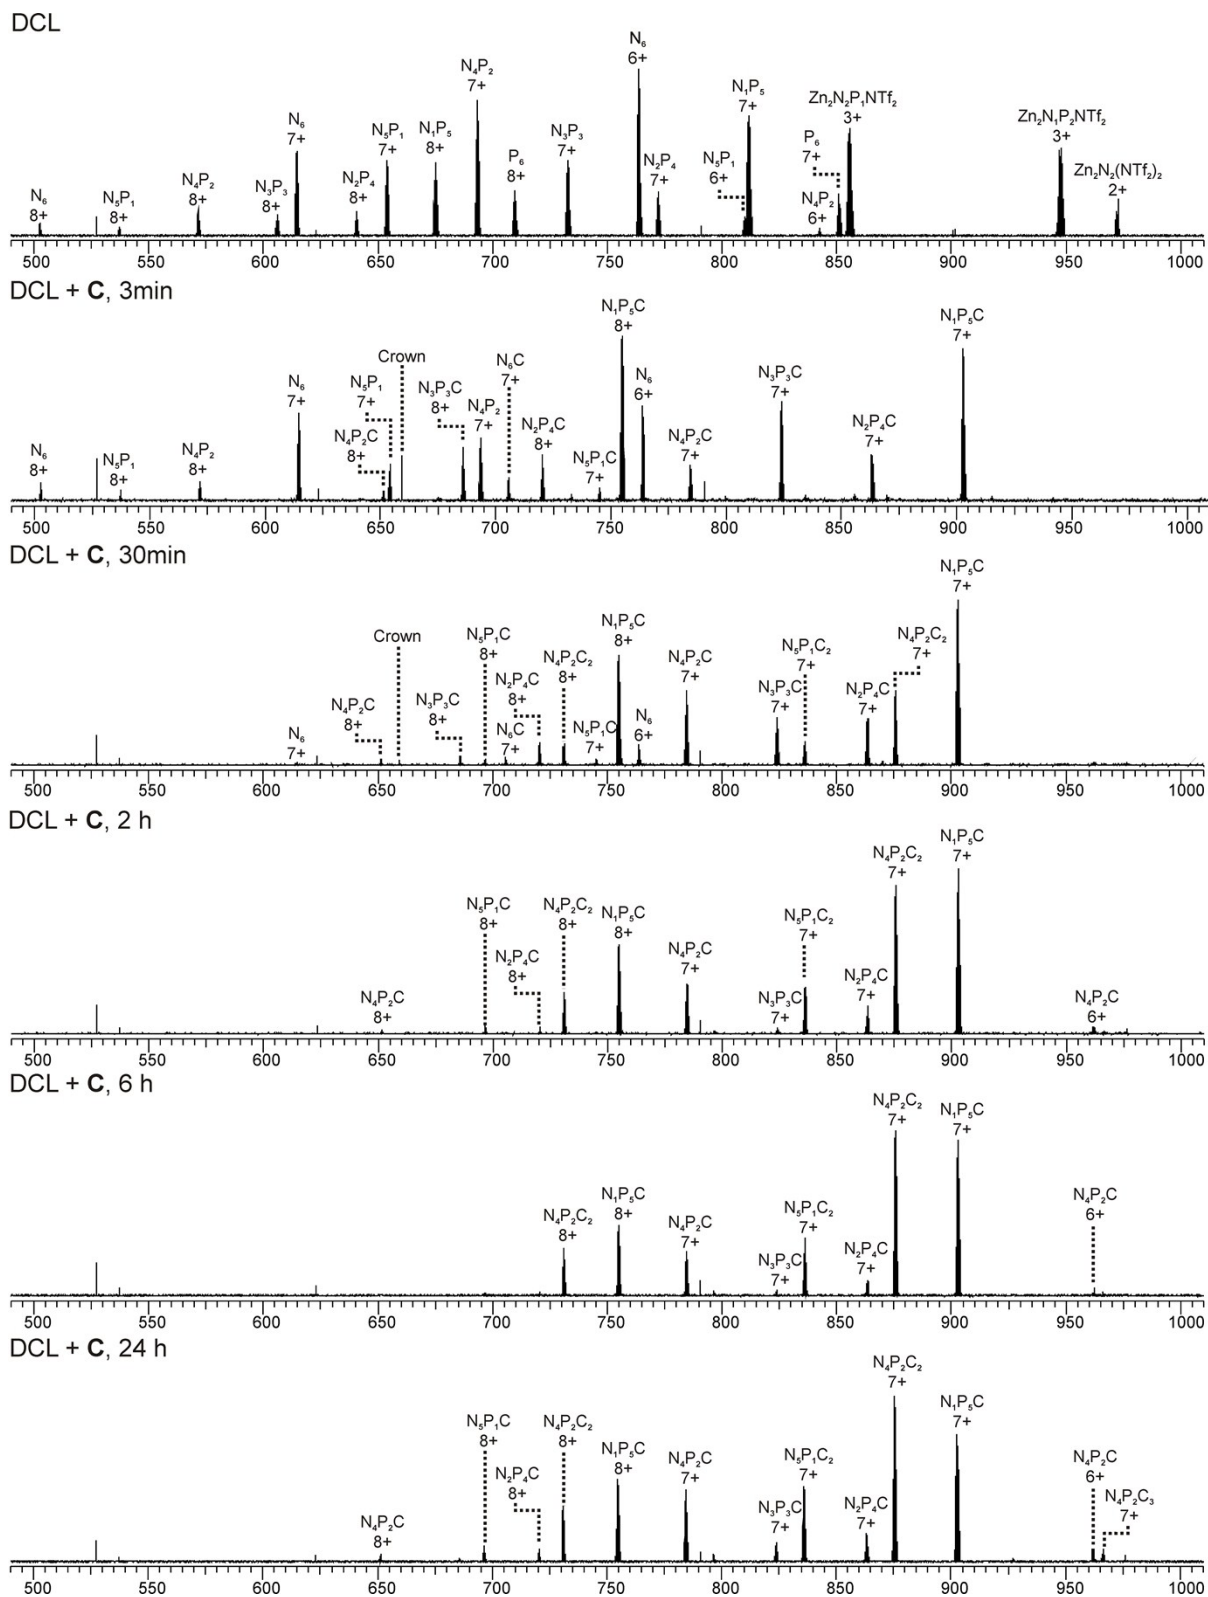 DCL
N₆
8+
N₅P₁
8+
N₄P₂
8+
N₃P₃
8+
N₆
7+
N₂P₄
8+
N₅P₁
7+
N₁P₅
8+
N₄P₂
7+
P₆
8+
N₃P₃
7+
N₆
6+
N₂P₄
7+
N₅P₁
6+
N₁P₅
7+
N₄P₂
6+
P₆
7+
Zn₂N₂P₁NTf₂
3+
Zn₂N₁P₂NTf₂
3+
Zn₂N₂(NTf₂)₂
2+
500 550 600 650 700 750 800 850 900 950 1000
DCL + C, 3min
N₆
8+
N₅P₁
8+
N₄P₂
8+
N₆
7+
N₄P₂C
8+
N₅P₁
7+
Crown
N₃P₃C
8+
N₄P₂
7+
N₆C
7+
N₂P₄C
8+
N₅P₁C
7+
N₁P₅C
8+
N₆
6+
N₄P₂C
7+
N₃P₃C
7+
N₂P₄C
7+
N₁P₅C
7+
500 550 600 650 700 750 800 850 900 950 1000
DCL + C, 30min
N₆
7+
N₄P₂C
8+
Crown
N₃P₃C
8+
N₅P₁C
8+
N₆C
7+
N₂P₄C
8+
N₄P₂C₂
8+
N₅P₁C
7+
N₁P₅C
8+
N₆
6+
N₄P₂C
7+
N₃P₃C
7+
N₅P₁C₂
7+
N₂P₄C
7+
N₄P₂C₂
7+
N₁P₅C
7+
500 550 600 650 700 750 800 850 900 950 1000
DCL + C, 2 h
N₄P₂C
8+
N₅P₁C
8+
N₂P₄C
8+
N₄P₂C₂
8+
N₁P₅C
8+
N₄P₂C
7+
N₃P₃C
7+
N₅P₁C₂
7+
N₂P₄C
7+
N₄P₂C₂
7+
N₁P₅C
7+
N₄P₂C
6+
500 550 600 650 700 750 800 850 900 950 1000
DCL + C, 6 h
N₄P₂C₂
8+
N₁P₅C
8+
N₄P₂C
7+
N₃P₃C
7+
N₅P₁C₂
7+
N₂P₄C
7+
N₄P₂C₂
7+
N₁P₅C
7+
N₄P₂C
6+
500 550 600 650 700 750 800 850 900 950 1000
DCL + C, 24 h
N₄P₂C
8+
N₅P₁C
8+
N₂P₄C
8+
N₄P₂C₂
8+
N₁P₅C
8+
N₄P₂C
7+
N₃P₃C
7+
N₅P₁C₂
7+
N₂P₄C
7+
N₄P₂C₂
7+
N₁P₅C
7+
N₄P₂C
6+
N₄P₂C₃
7+
500 550 600 650 700 750 800 850 900 950 1000